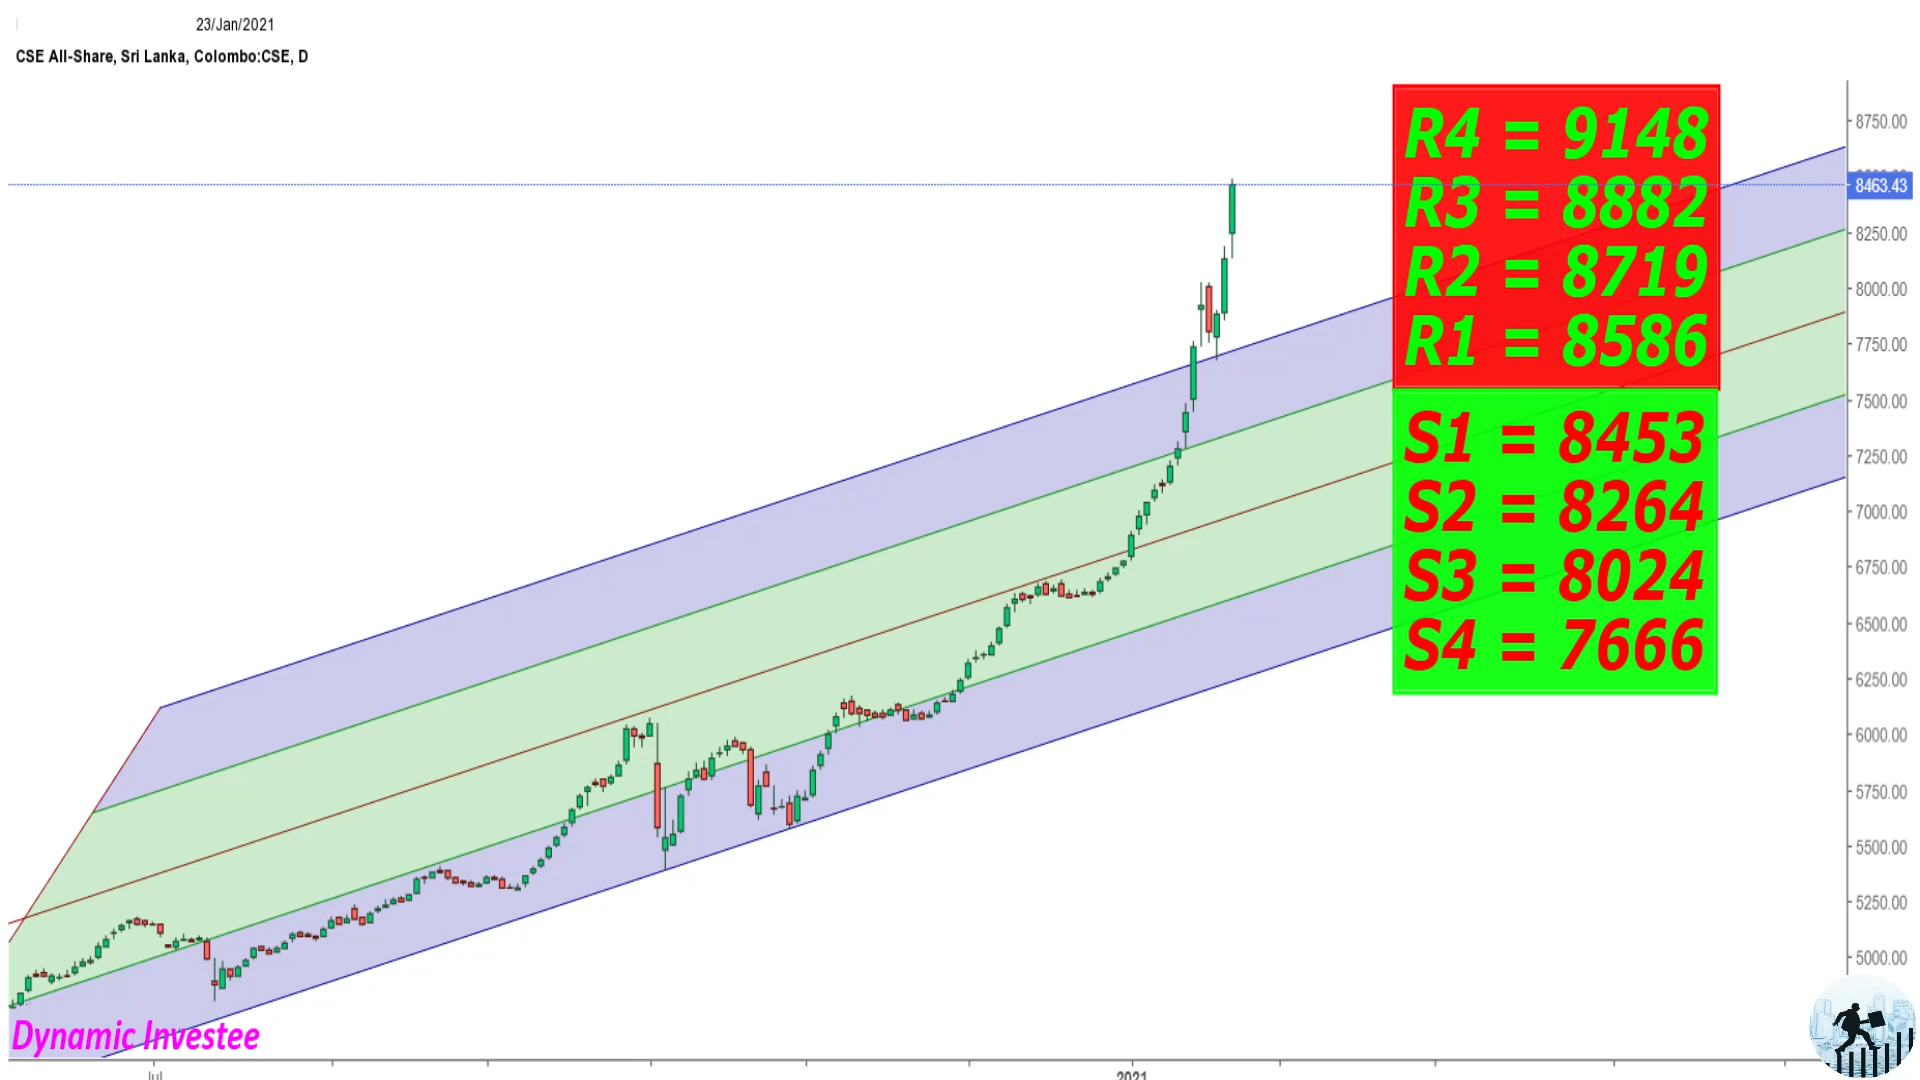 23/Jan/2021
CSE All-Share, Sri Lanka, Colombo:CSE, D
R4 = 9148
R3 = 8882
R2 = 8719
R1 = 8586
S1 = 8453
S2 = 8264
S3 = 8024
S4 = 7666
8750.00
8463.43
8250.00
8000.00
7750.00
7500.00
7250.00
7000.00
6750.00
6500.00
6250.00
6000.00
5750.00
5500.00
5250.00
5000.00
Dynamic Investee
Jul
2021